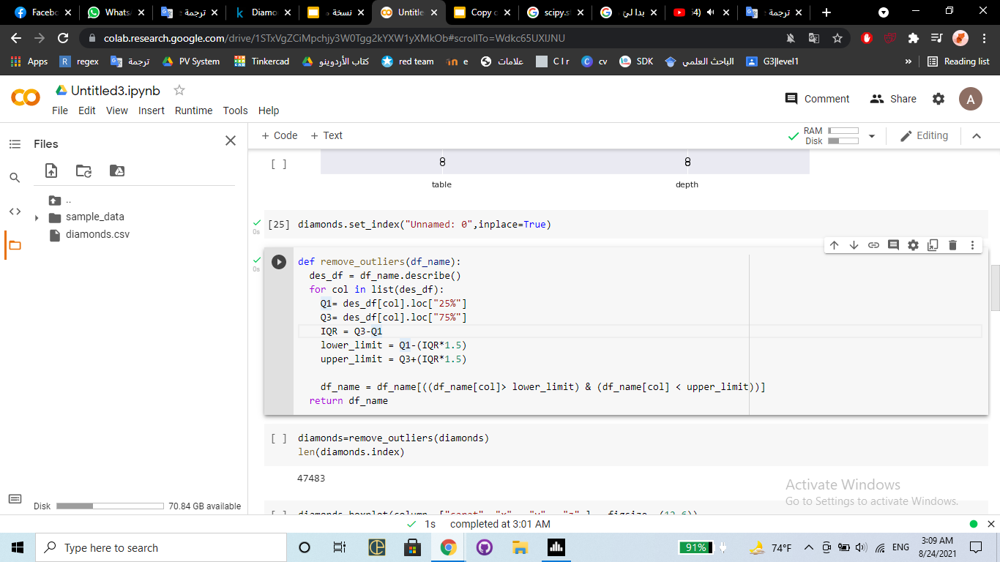 Facebo
Whats
ترجمة
Diamo
نسخة
Untitle
Copy
scipy.s
بدا لي
ترجمة
colab.research.google.com/drive/1STxVgZCiMpchjy3W0Tgg2kYXW1yXMkOb#scrollTo=Wdkc65UXIJNU
Apps
regex
ترجمة
PV System
Tinkercad
كتاب الأردوينو
red team
e
علامات
C I r
cv
SDK
الباحث العلمي
G3|level1
»
Reading list
Untitled3.ipynb
Comment
Share
A
File Edit View Insert Runtime Tools Help
Files
+ Code + Text
RAM
Disk
Editing
..
sample_data
diamonds.csv
[ ]
8 8
table depth
[25] diamonds.set_index("Unnamed: 0",inplace=True)
0s
0s
def remove_outliers(df_name):
des_df = df_name.describe()
for col in list(des_df):
Q1= des_df[col].loc["25%"]
Q3= des_df[col].loc["75%"]
IQR = Q3-Q1
lower_limit = Q1-(IQR*1.5)
upper_limit = Q3+(IQR*1.5)
df_name = df_name[((df_name[col]> lower_limit) & (df_name[col] < upper_limit))]
return df_name
[ ] diamonds=remove_outliers(diamonds)
len(diamonds.index)
47483
Activate Windows
Go to Settings to activate Windows.
Disk 70.84 GB available
1s completed at 3:01 AM
Type here to search
91%
74°F
ENG
3:09 AM
8/24/2021